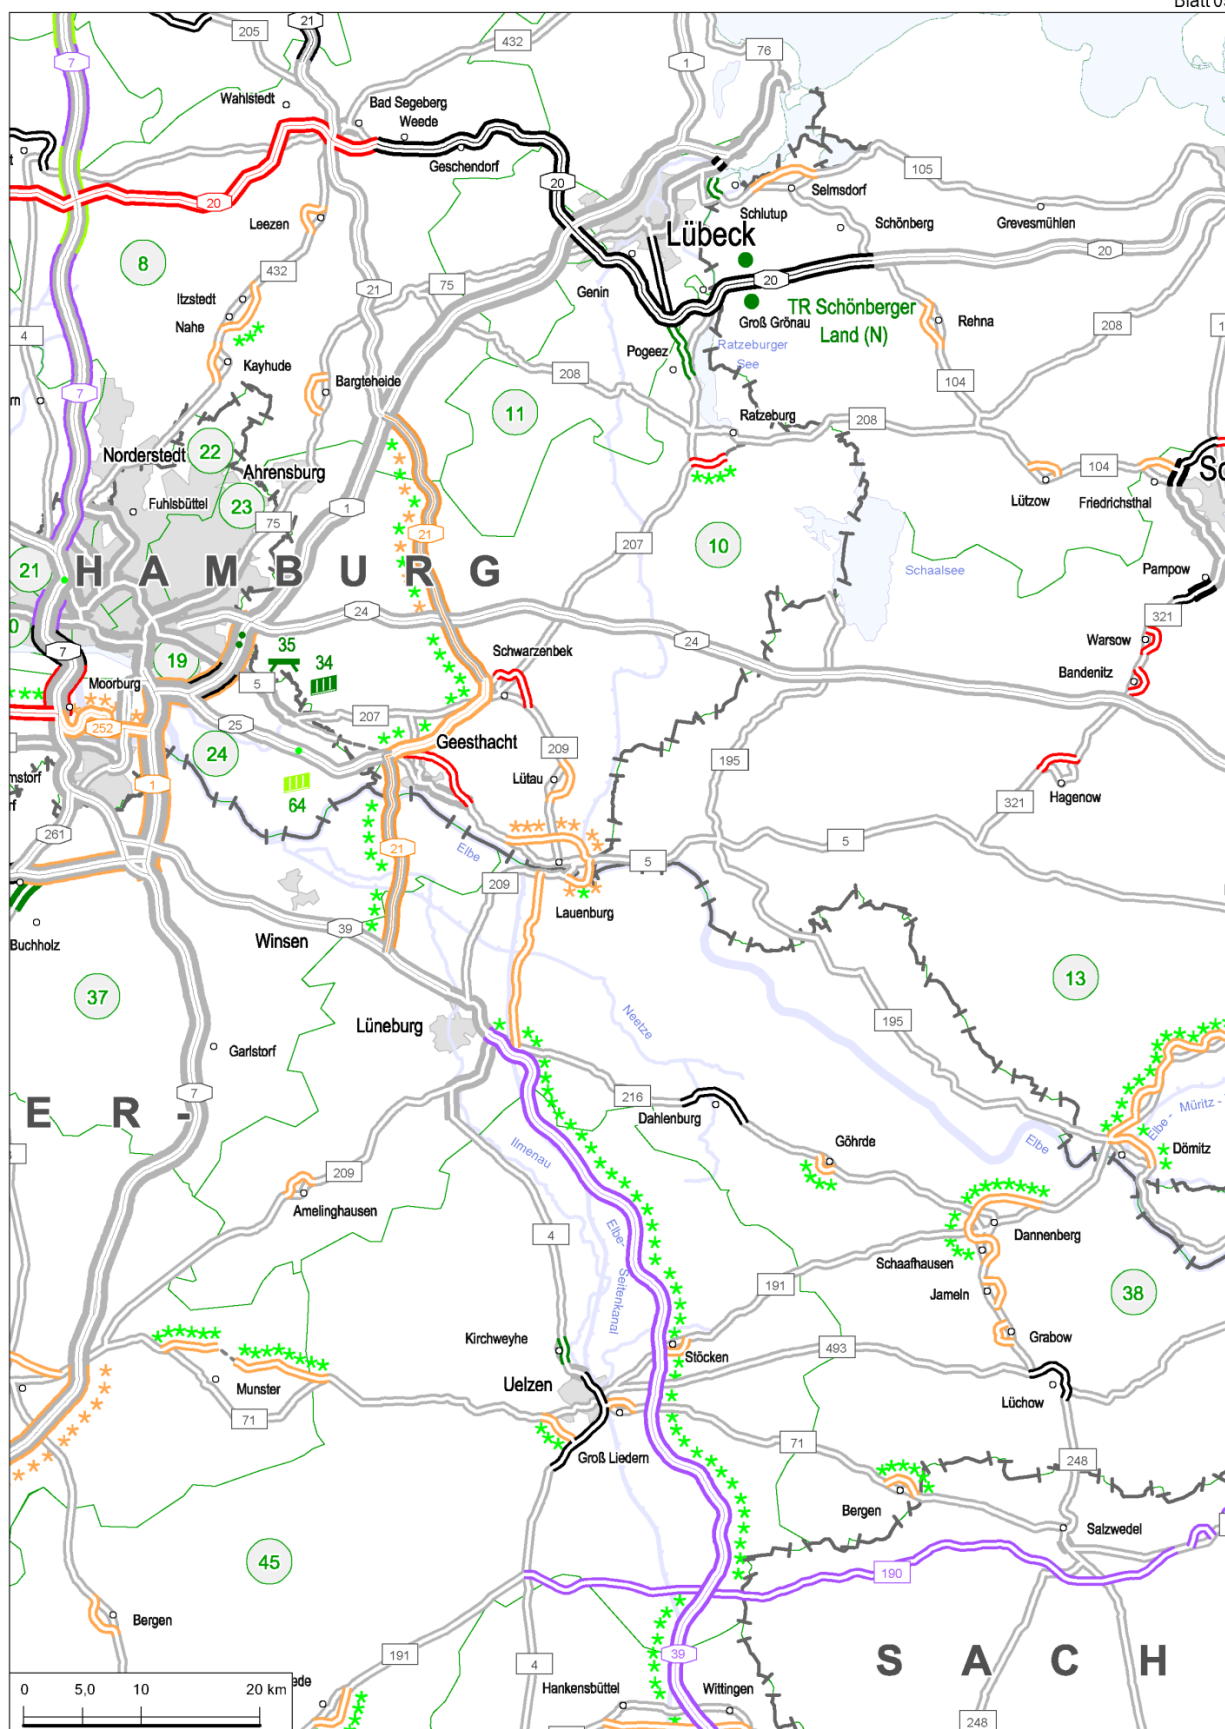 205
21
432
76
1
7
Wahlstedt
Bad Segeberg
Weede
Geschendorf
20
105
Selmsdorf
Schlutup
Schönberg
Grevesmühlen
20
Leezen
Lübeck
20
8
432
21
75
Genin
20
Itzstedt
Nahe
Groß Grönau
TR Schönberger
Land (N)
Rehna
208
4
Kayhude
Pogeez
Ratzeburger
See
7
Bargteheide
208
104
11
Ratzeburg
208
22
Norderstedt
Ahrensburg
104
Lützow
Friedrichsthal
23
Fuhlsbüttel
1
75
21
207
10
21
H A M B U R G
Schaalsee
Pampow
24
321
24
Warsow
7
19
35
34
Schwarzenbek
Bandenitz
Moorburg
5
207
25
252
24
Geesthacht
209
195
1
64
Lütau
321
Hagenow
261
21
Elbe
5
5
209
Lauenburg
Buchholz
Winsen
39
13
37
Neetze
195
Lüneburg
Garlstorf
7
216
Dahlenburg
E R -
Müritz -
Elbe -
Ilmenau
Göhrde
Elbe
Dömitz
209
Amelinghausen
4
Elbe-
Seitenkanal
Dannenberg
Schaafhausen
191
Jameln
38
Kirchweyhe
Stöcken
493
Grabow
Munster
Uelzen
Lüchow
71
71
Groß Liedern
248
Bergen
Salzwedel
45
190
Bergen
191
4
39
S A C H
0 5,0 10 20 km
Hankensbüttel
Wittingen
248